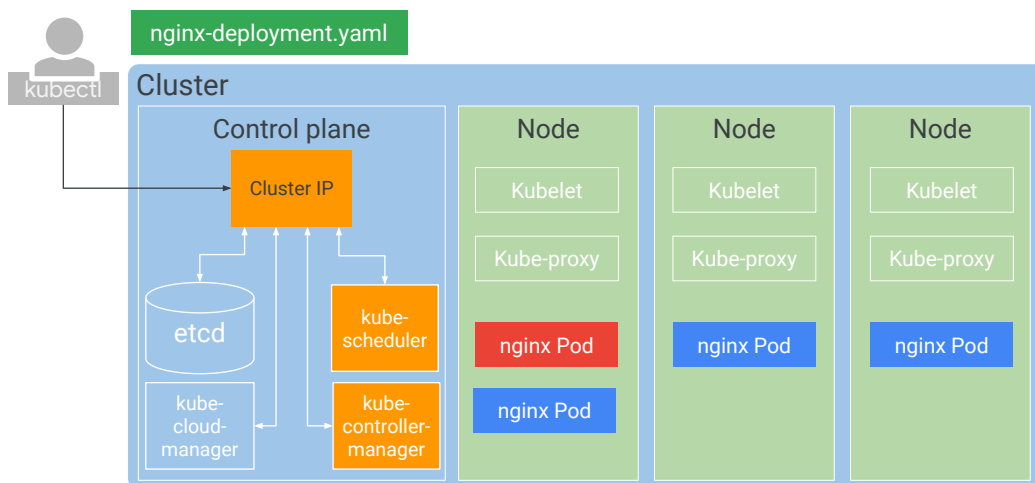 nginx-deployment.yaml
kubectl
Cluster
Control plane
Cluster IP
etcd
kube-
scheduler
kube-
cloud-
manager
kube-
controller-
manager
Node
Kubelet
Kube-proxy
nginx Pod
nginx Pod
Node
Kubelet
Kube-proxy
nginx Pod
Node
Kubelet
Kube-proxy
nginx Pod